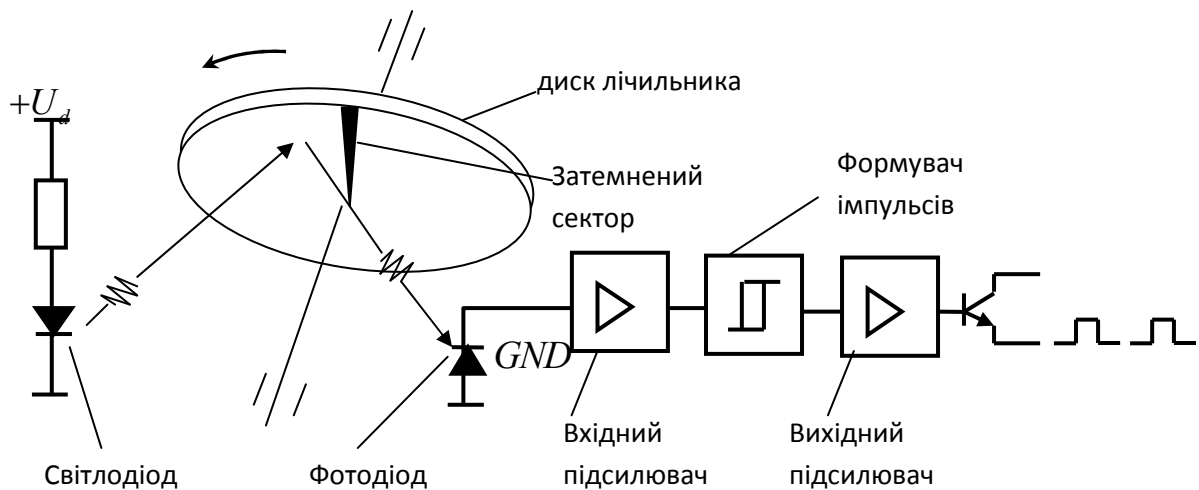 диск лічильника
+U_d
Затемнений
сектор
Формувач
імпульсів
GND
Світлодіод
Фотодіод
Вхідний
підсилювач
Вихідний
підсилювач